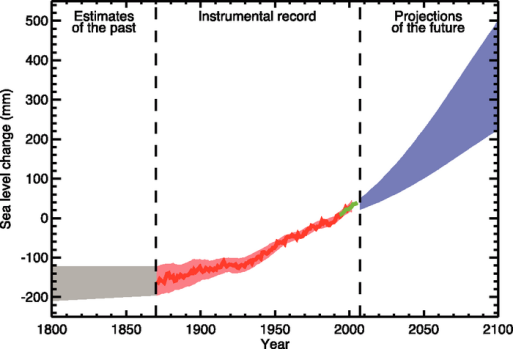 Estimates
of the past
Instrumental record
Projections
of the future
Sea level change (mm)
500
400
300
200
100
0
-100
-200
1800
1850
1900
1950
2000
2050
2100
Year